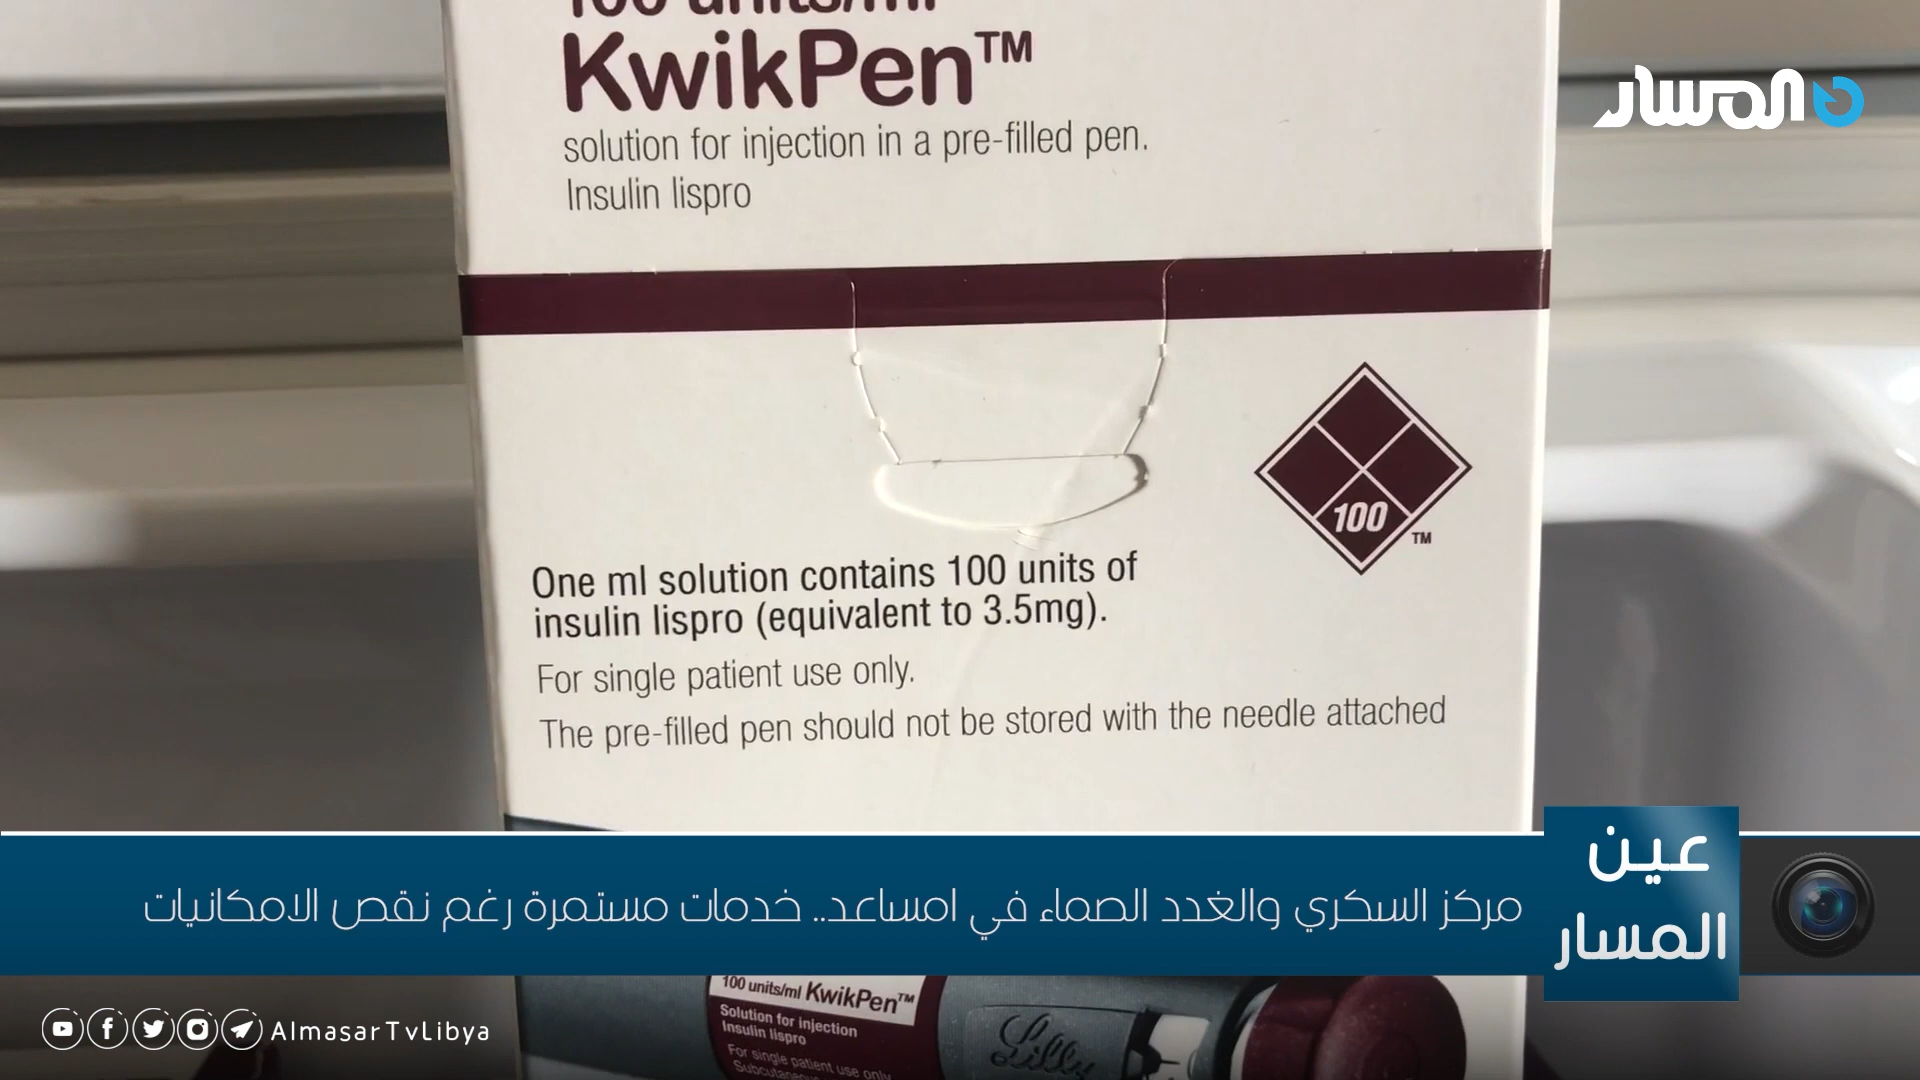 100 units/ml
KwikPen™
solution for injection in a pre-filled pen.
Insulin lispro
المسار
100
TM
One ml solution contains 100 units of
insulin lispro (equivalent to 3.5mg).
For single patient use only.
The pre-filled pen should not be stored with the needle attached
عين
المسار
مركز السكري والغدد الصماء في امساعد.. خدمات مستمرة رغم نقص الامكانيات
100 units/ml KwikPen™
Solution for injection
Insulin lispro
For single patient use only
Lilly
AlmasarTvLibya